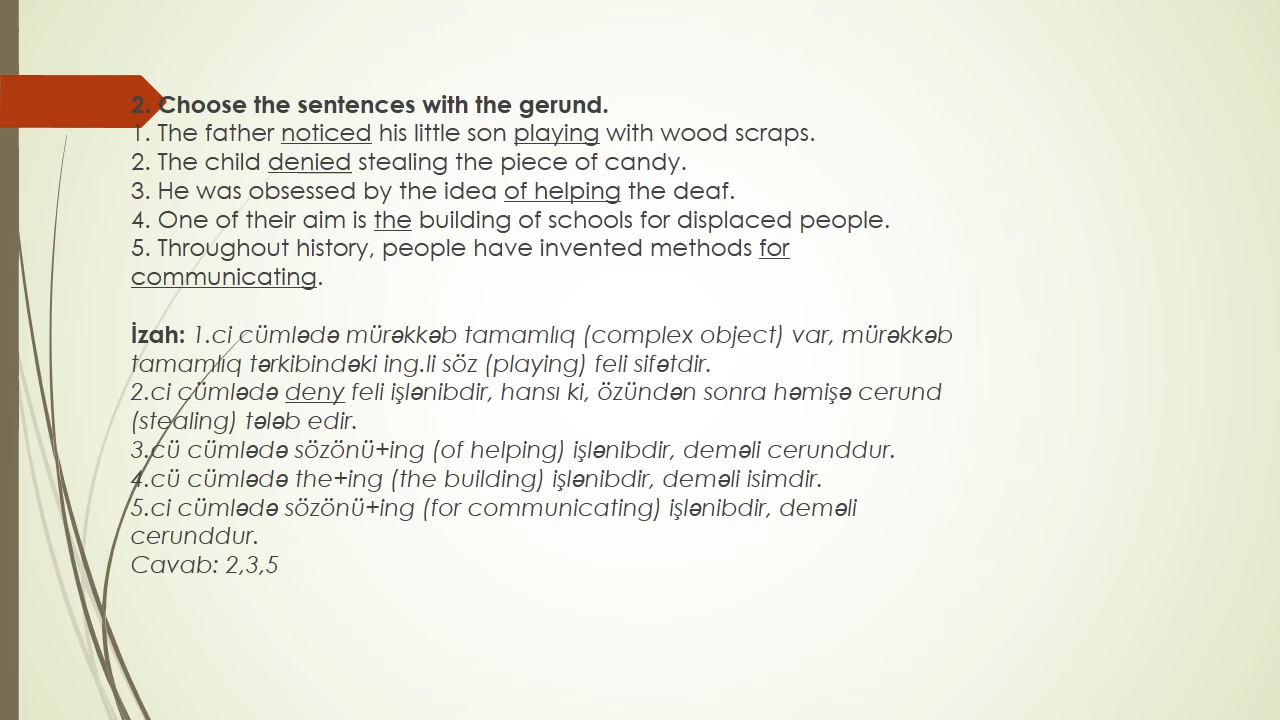 2. Choose the sentences with the gerund.
1. The father noticed his little son playing with wood scraps.
2. The child denied stealing the piece of candy.
3. He was obsessed by the idea of helping the deaf.
4. One of their aim is the building of schools for displaced people.
5. Throughout history, people have invented methods for
communicating.
İzah: 1.ci cümlədə mürəkkəb tamamlıq (complex object) var, mürəkkəb
tamamlıq tərkibindəki ing.li söz (playing) feli sifətdir.
2.ci cümlədə deny feli işlənibdir, hansı ki, özündən sonra həmişə cerund
(stealing) tələb edir.
3.cü cümlədə sözönü+ing (of helping) işlənibdir, deməli cerunddur.
4.cü cümlədə the+ing (the building) işlənibdir, deməli isimdir.
5.ci cümlədə sözönü+ing (for communicating) işlənibdir, deməli
cerunddur.
Cavab: 2,3,5